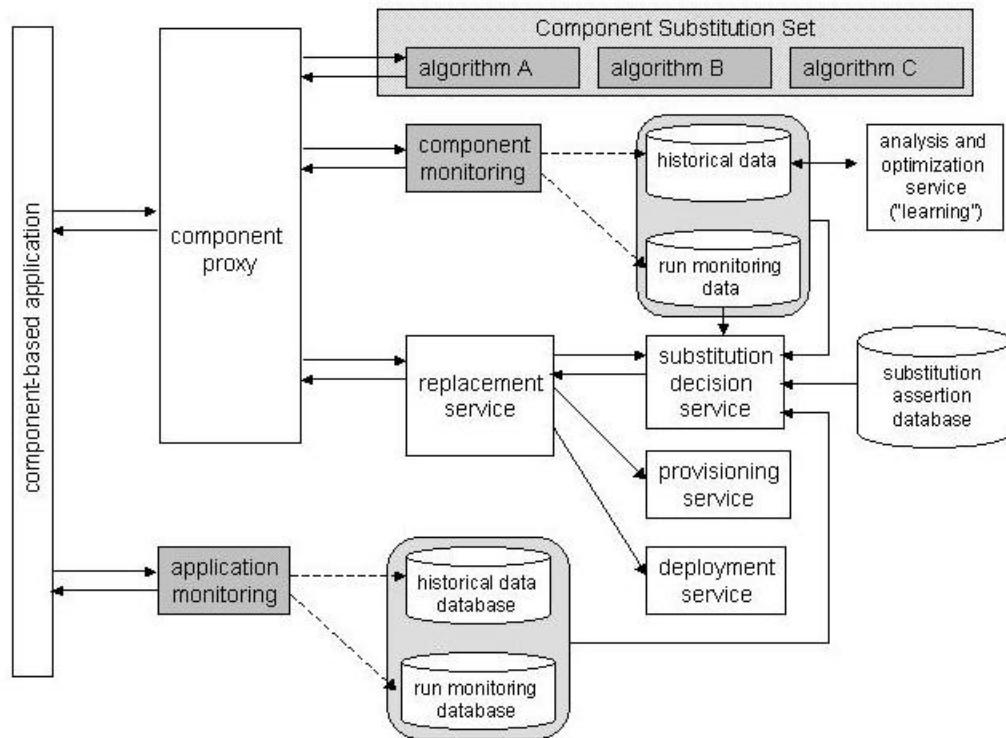 Component Substitution Set
algorithm A
algorithm B
algorithm C
component
monitoring
historical data
run monitoring
data
analysis and
optimization
service
("learning")
component-based application
component
proxy
replacement
service
substitution
decision
service
substitution
assertion
database
provisioning
service
deployment
service
application
monitoring
historical data
database
run monitoring
database